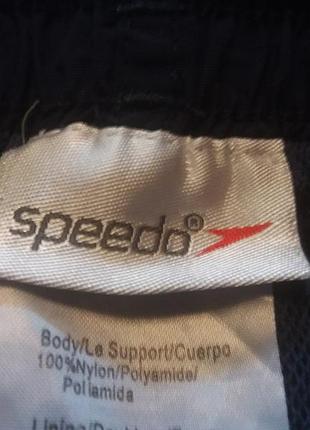 speedo®
Body/Le Support/Cuerpo
100%Nylon/Polyamide/
Poliamida